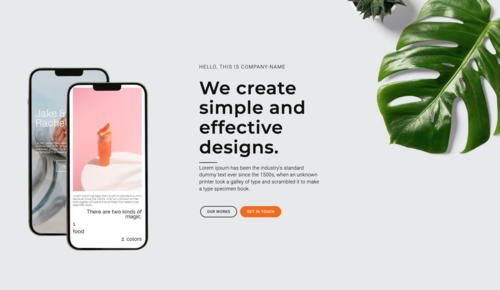 HELLO, THIS IS COMPANY-NAME
We create
simple and
effective
designs.
Lorem Ipsum has been the industry's standard
dummy text ever since the 1500s, when an unknown
printer took a galley of type and scrambled it to make
a type specimen book.
OUR WORKS
GET IN TOUCH
Jake &
Rachel
There are two kinds of
magic.
1.
food
2. colors